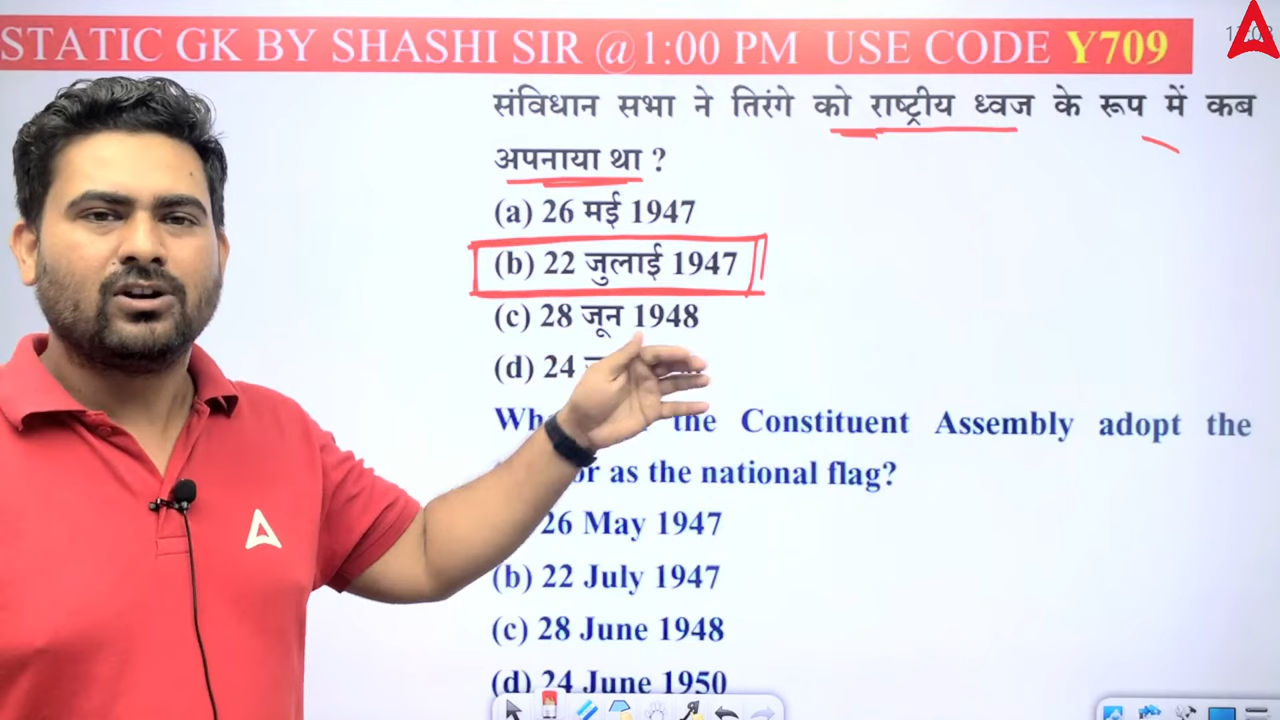 STATIC GK BY SHASHI SIR @1:00 PM USE CODE Y709
संविधान सभा ने तिरंगे को राष्ट्रीय ध्वज के रूप में कब
अपनाया था ?
(a) 26 मई 1947
(b) 22 जुलाई 1947
(c) 28 जून 1948
(d) 24
the Constituent Assembly adopt the
as the national flag?
26 May 1947
(b) 22 July 1947
(c) 28 June 1948
(d) 24 June 1950